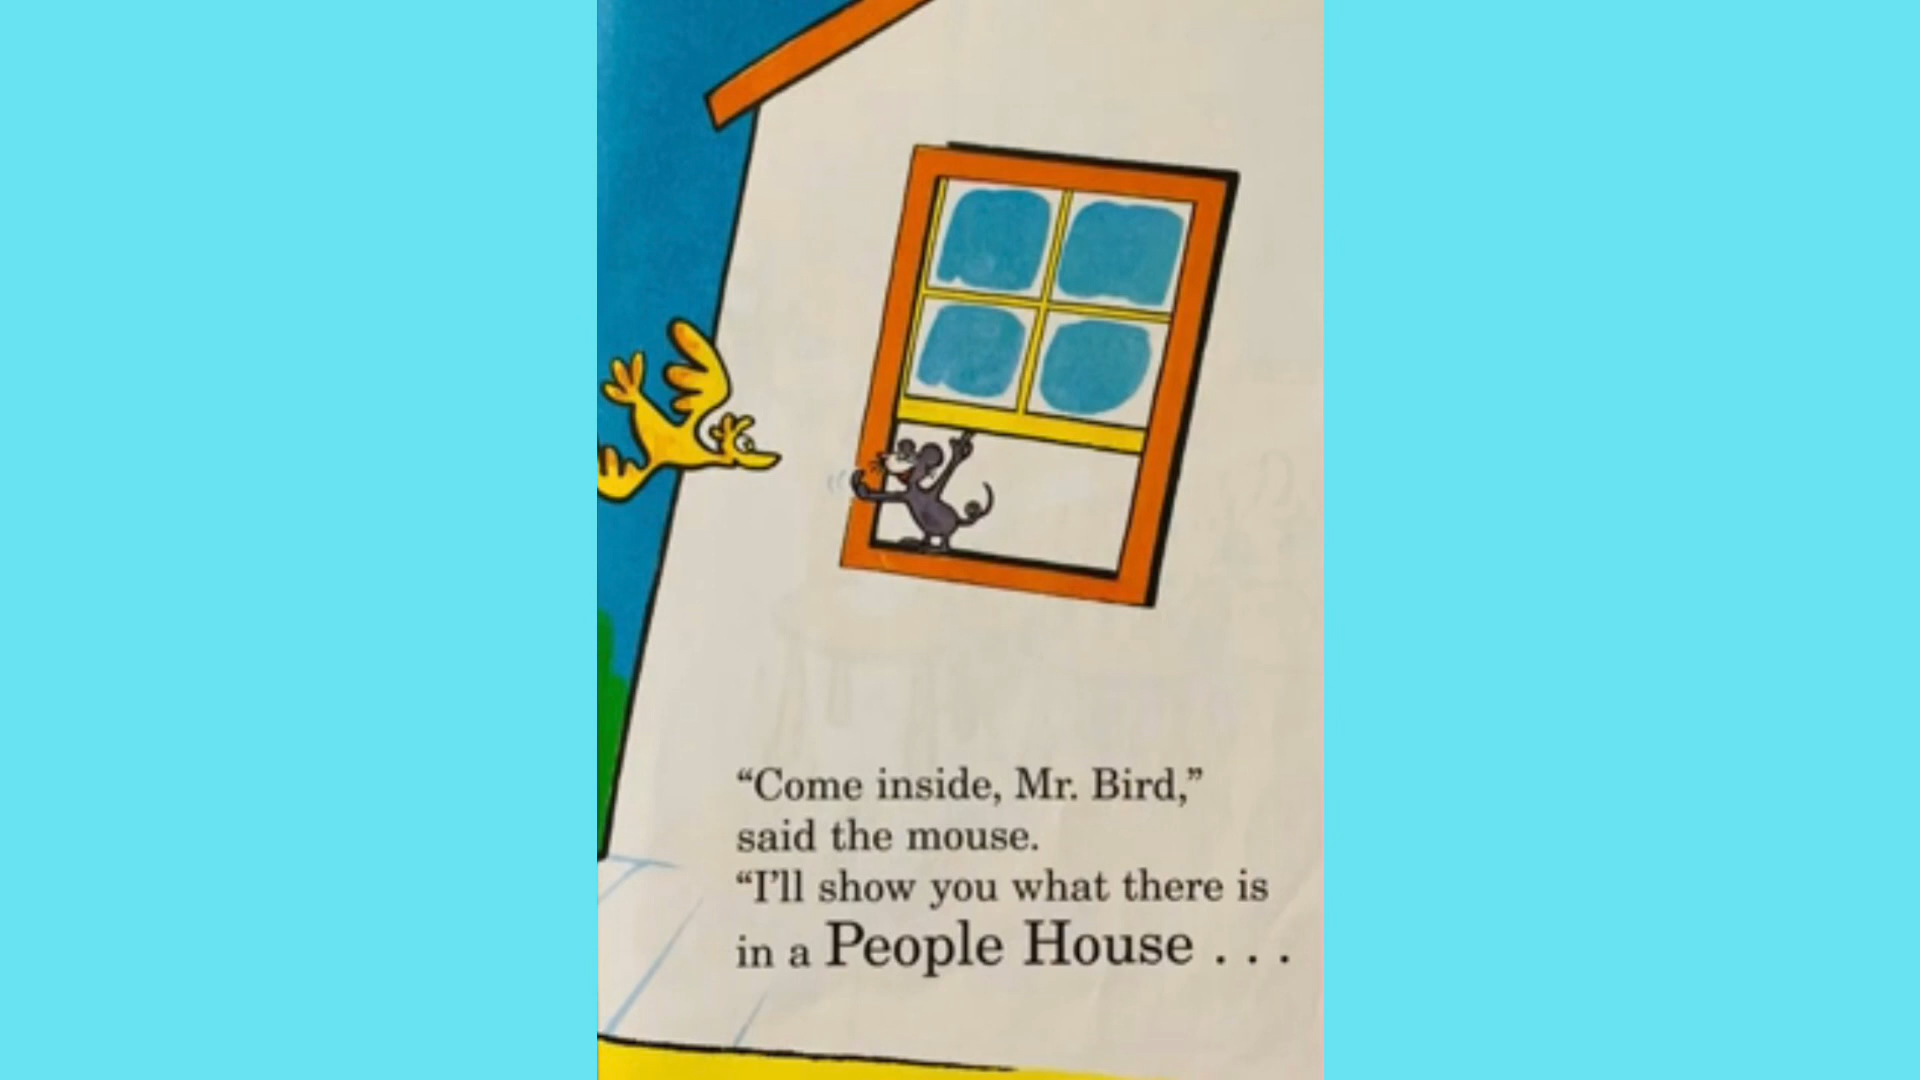 “Come inside, Mr. Bird,”
said the mouse.
“I’ll show you what there is
in a People House . . .